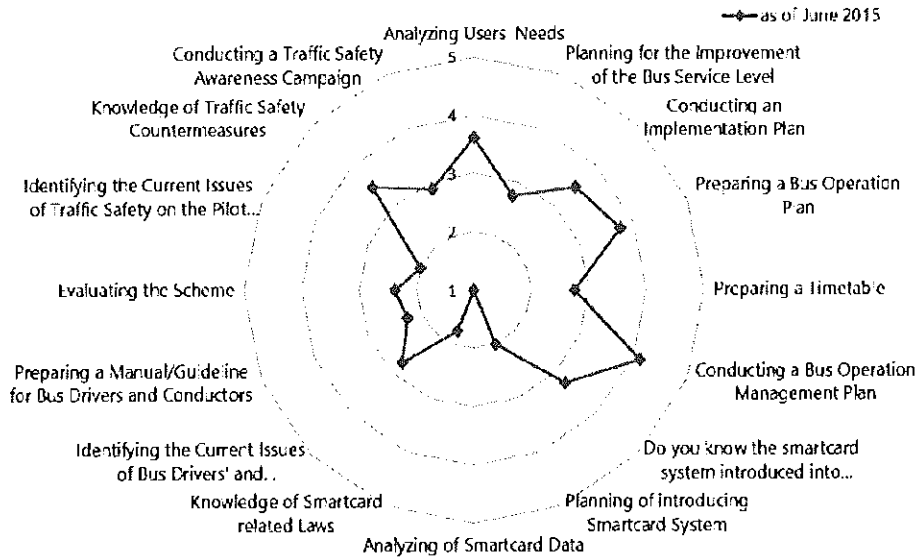 as of June 2015
Analyzing Users Needs
Conducting a Traffic Safety
Awareness Campaign
Planning for the Improvement
of the Bus Service Level
Knowledge of Traffic Safety
Countermeasures
Conducting an
Implementation Plan
Identifying the Current Issues
of Traffic Safety on the Pilot...
Preparing a Bus Operation
Plan
Evaluating the Scheme
Preparing a Timetable
Preparing a Manual/Guideline
for Bus Drivers and Conductors
Conducting a Bus Operation
Management Plan
Identifying the Current Issues
of Bus Drivers' and..
Do you know the smartcard
system introduced into...
Knowledge of Smartcard
related Laws
Planning of introducing
Smartcard System
Analyzing of Smartcard Data
5
4
3
2
1